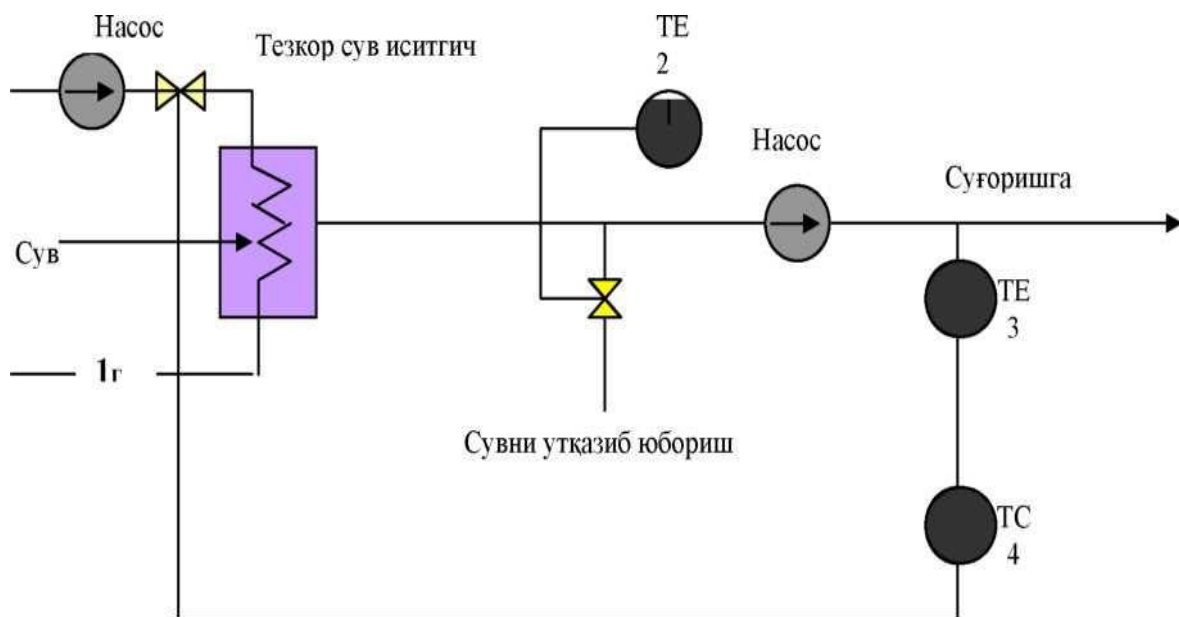 Насос
Тезкор сув иситгич
TE
2
Насос
Суғоришга
Сув
TE
3
1г
Сувни утқазиб юбориш
TC
4